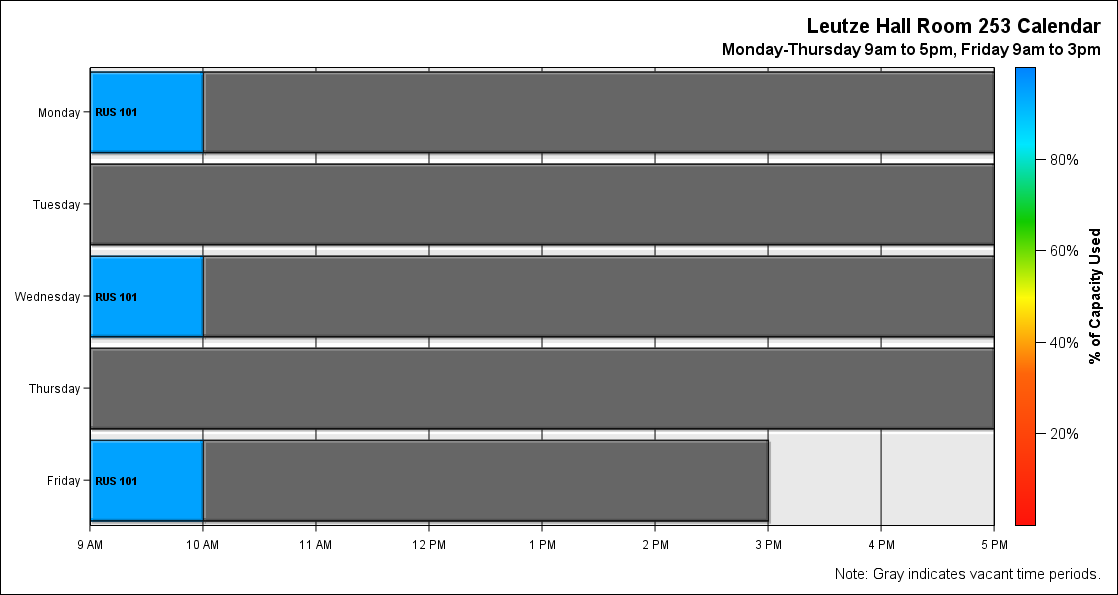 Leutze Hall Room 253 Calendar
Monday-Thursday 9am to 5pm, Friday 9am to 3pm
Monday
RUS 101
Tuesday
Wednesday
RUS 101
Thursday
Friday
RUS 101
9 AM 10 AM 11 AM 12 PM 1 PM 2 PM 3 PM 4 PM 5 PM
80%
60%
40%
20%
% of Capacity Used
Note: Gray indicates vacant time periods.